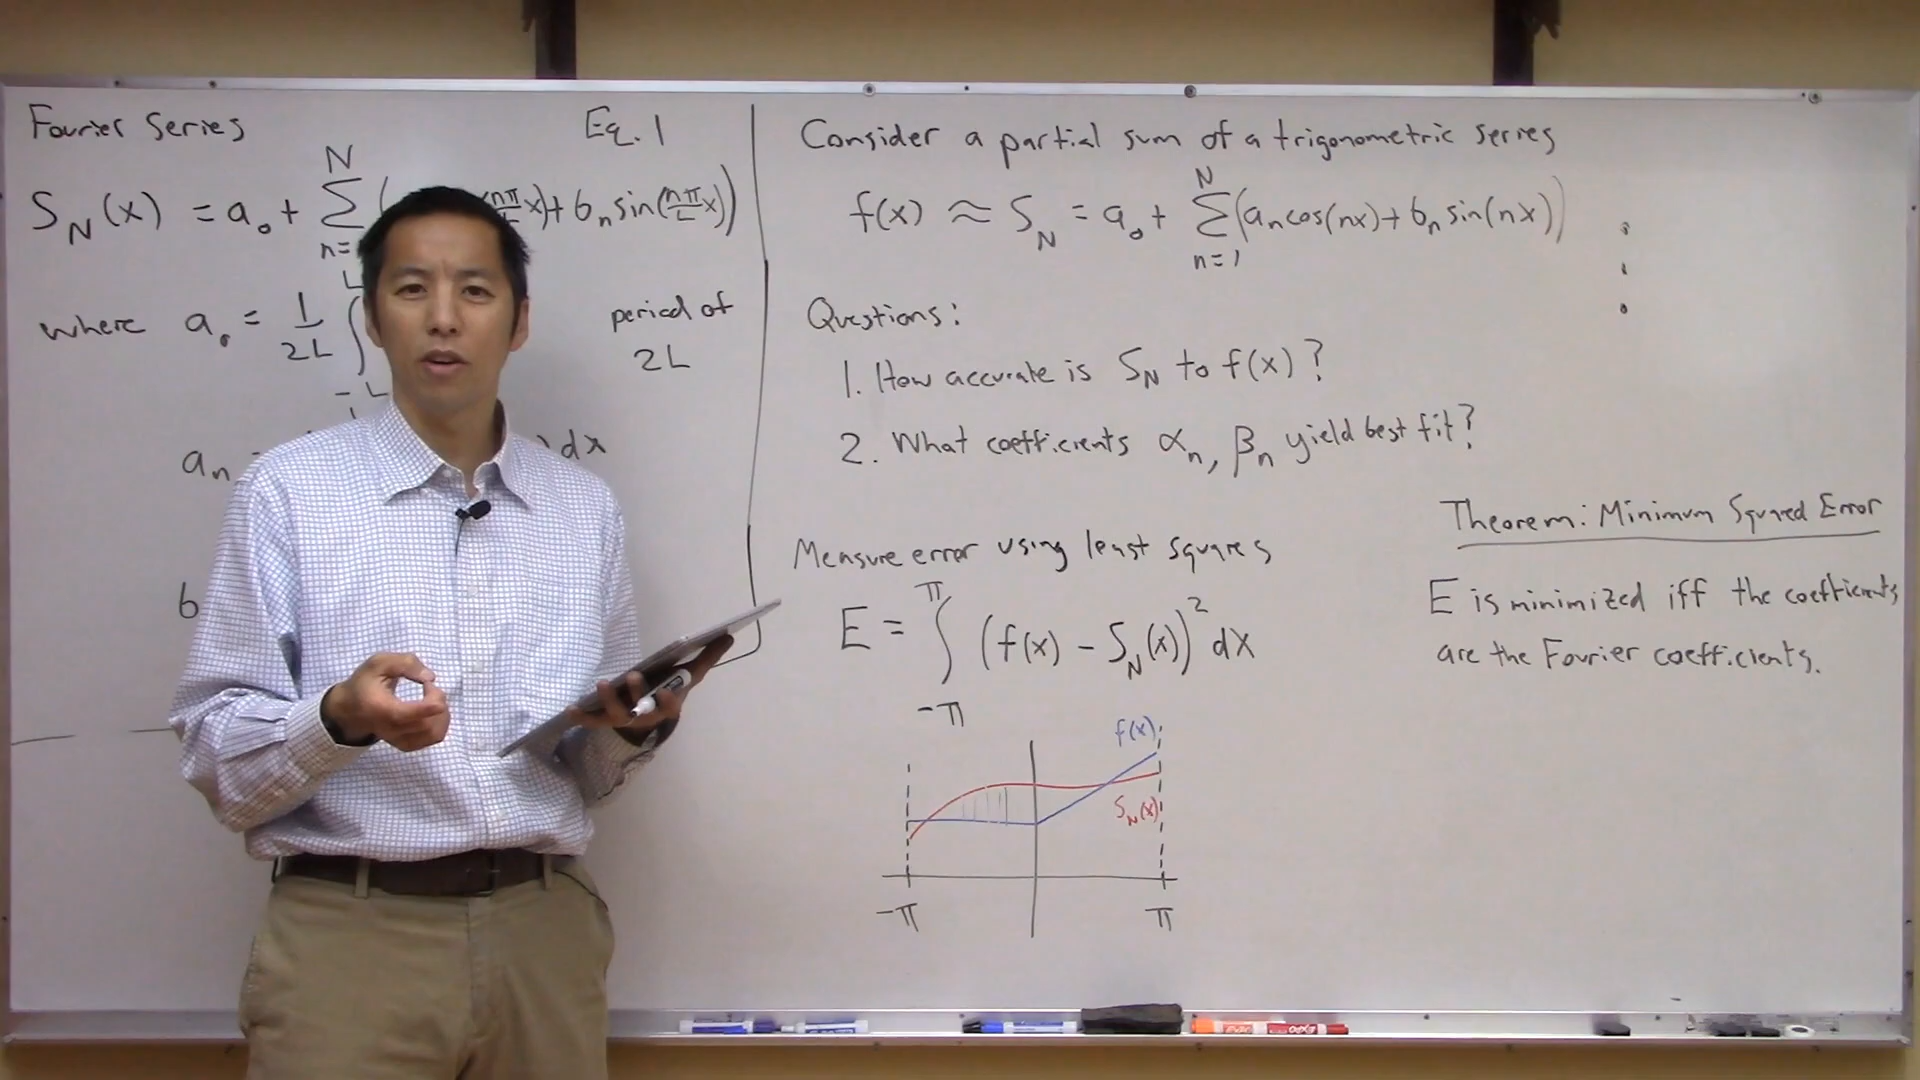 Fourier Series Eq. 1
S_N(x) = a_0 + N Σ n= ( (nπ/L x) + b_n sin(nπ/L x))
where a_0 = 1/2L ∫ L -L period of
2L
a_n dx
b
Consider a partial sum of a trigonometric series
f(x) ≈ S_N = a_0 + N Σ n=1 (a_n cos(nx) + b_n sin(nx))
Questions:
1. How accurate is S_N to f(x)?
2. What coefficients α_n, β_n yield best fit?
Measure error using least squares
E = ∫ π -π (f(x) - S_N(x))² dx
f(x)
S_N(x)
-π π
Theorem: Minimum Squared Error
E is minimized iff the coefficients
are the Fourier coefficients.
EXPO